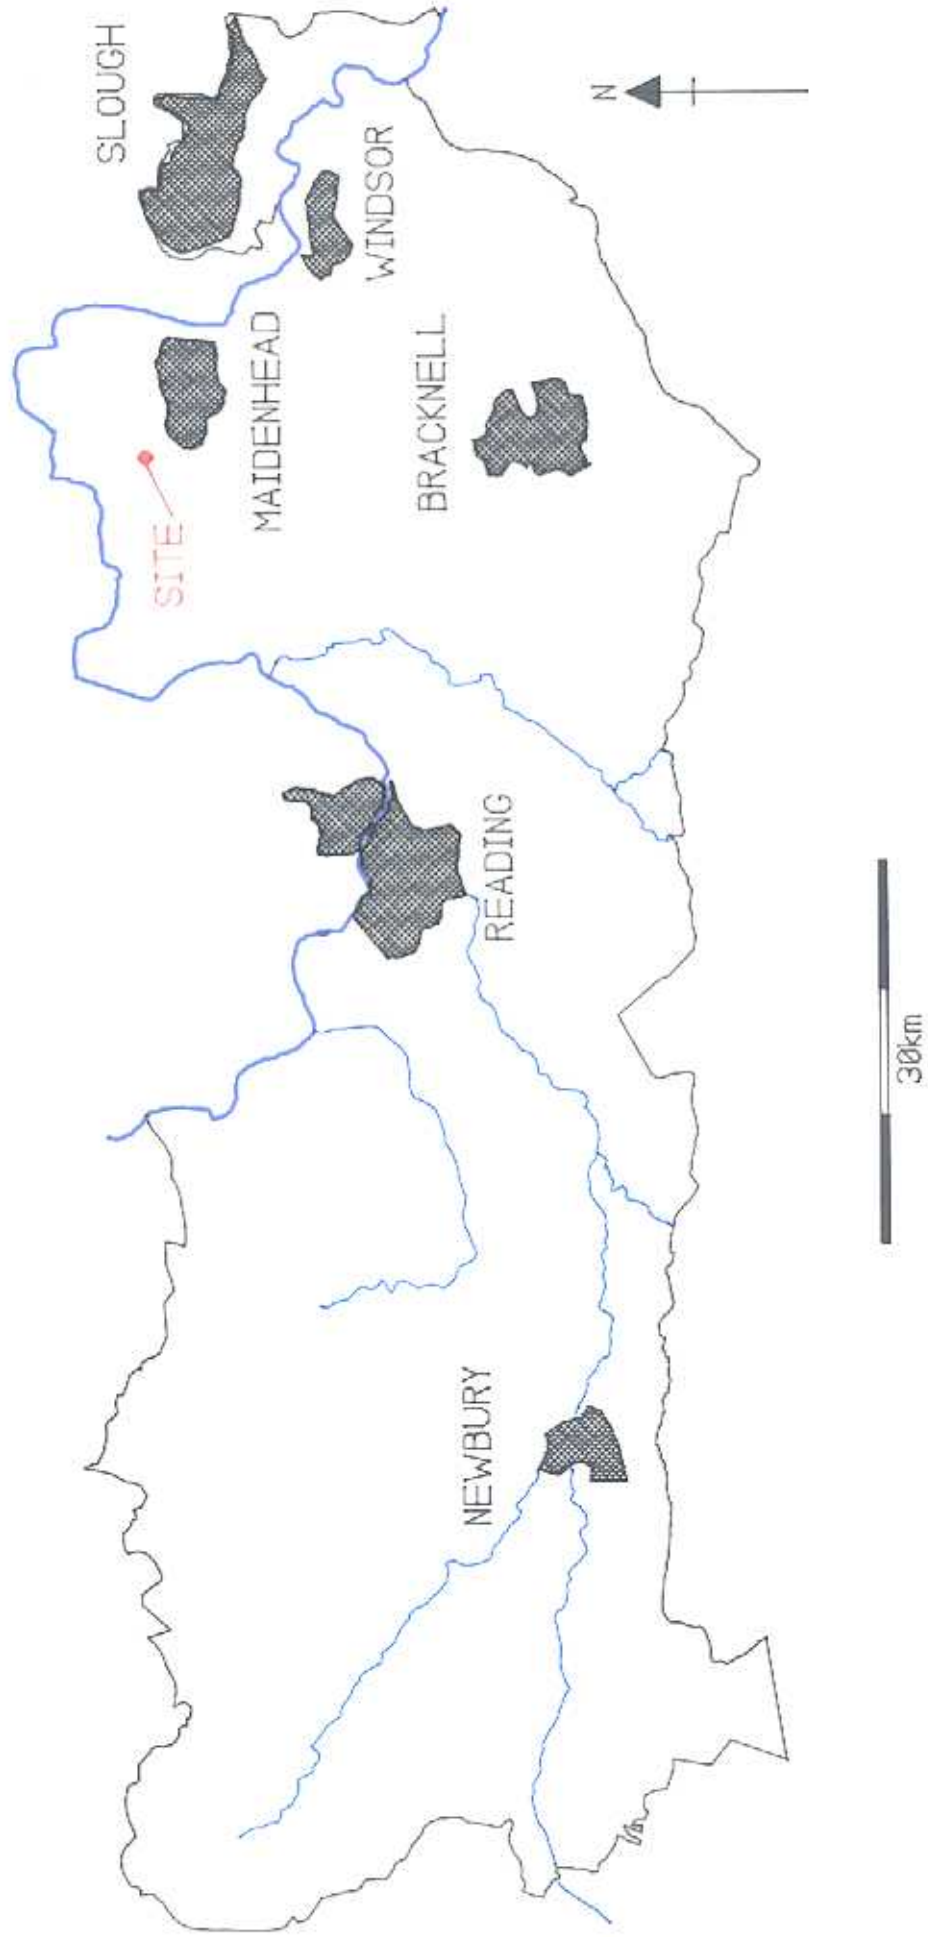 SLOUGH
N
WINDSOR
MAIDENHEAD
SITE
BRACKNELL
READING
30km
NEWBURY